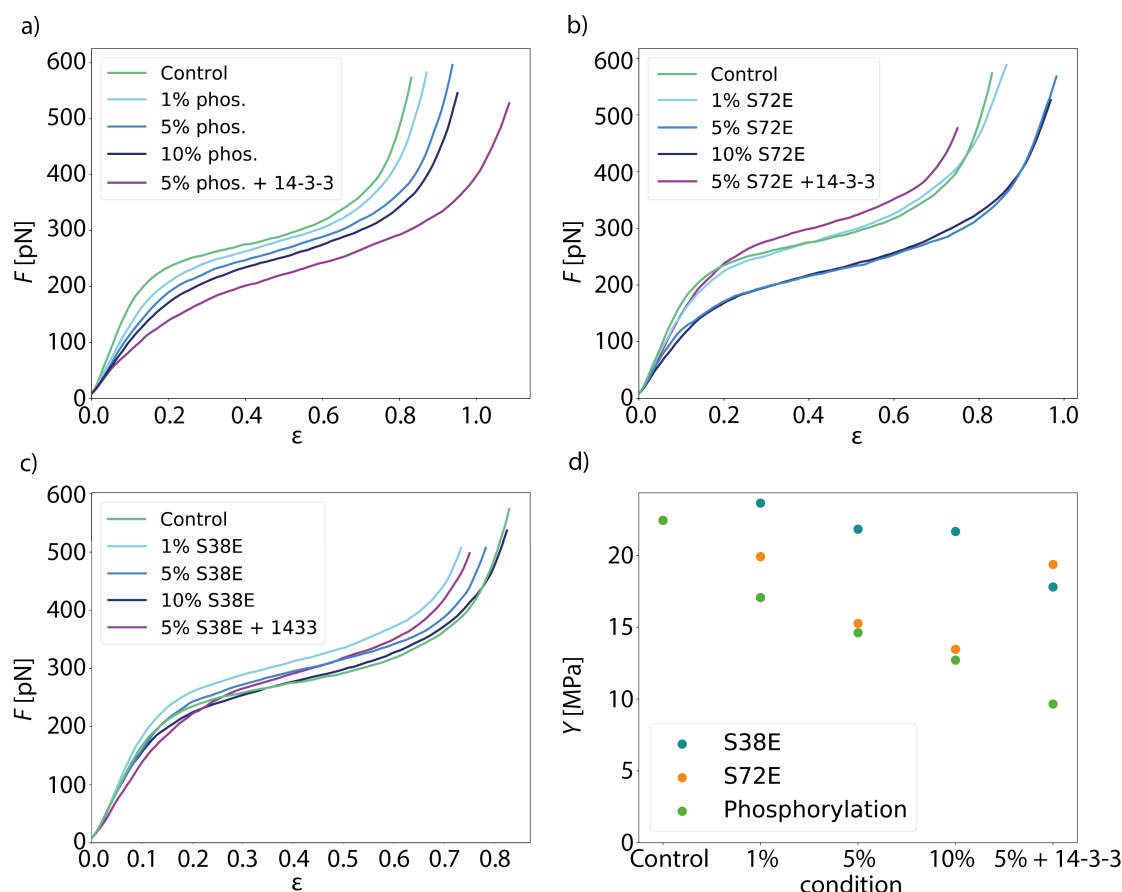 a)
600
500
400
300
200
100
0
F [pN]
Control
1% phos.
5% phos.
10% phos.
5% phos. + 14-3-3
0.0 0.2 0.4 0.6 0.8 1.0
ε
b)
600
500
400
300
200
100
0
F [pN]
Control
1% S72E
5% S72E
10% S72E
5% S72E +14-3-3
0.0 0.2 0.4 0.6 0.8 1.0
ε
c)
600
500
400
300
200
100
0
F [pN]
Control
1% S38E
5% S38E
10% S38E
5% S38E + 1433
0.0 0.1 0.2 0.3 0.4 0.5 0.6 0.7 0.8
ε
d)
20
15
10
5
0
Y [MPa]
S38E
S72E
Phosphorylation
Control 1% 5% 10% 5% + 14-3-3
condition